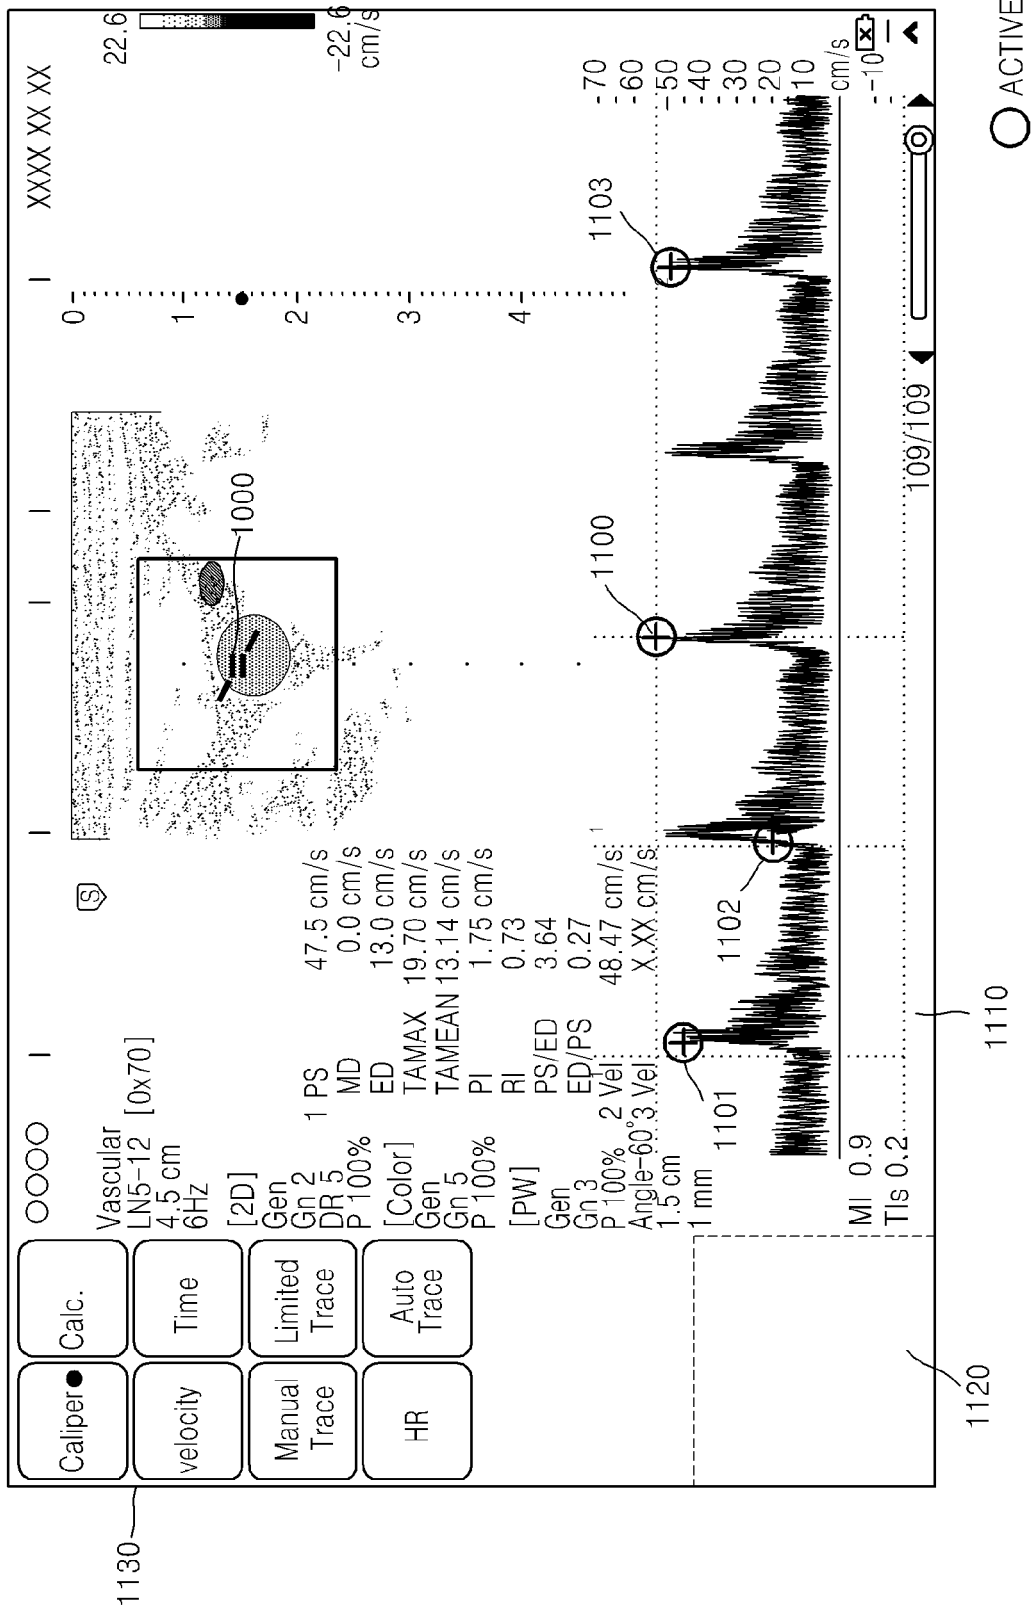 XXXX XX XX
22.6
-22.6
cm/s
Caliper
Calc.
velocity
Time
Manual
Trace
Limited
Trace
HR
Auto
Trace
1130
1120
Vascular
LN5-12 [0x70]
4.5 cm
6Hz
[2D]
Gen
Gn 2
DR 5
P 100%
[Color]
Gen
Gn 5
P 100%
[PW]
Gen
Gn 3
P 100%
Angle-60°
1.5 cm
1 mm
1 PS 47.5 cm/s
MD 0.0 cm/s
ED 13.0 cm/s
TAMAX 19.70 cm/s
TAMEAN 13.14 cm/s
PI 1.75 cm/s
RI 0.73
PS/ED 3.64
ED/PS 0.27
2 Vel 48.47 cm/s
3 Vel X.XX cm/s
1
1
S
1000
0
1
2
3
4
1101
1102
1100
1103
-70
-60
-50
-40
-30
-20
-10
cm/s
--10
MI 0.9
TIs 0.2
1110
109/109
ACTIVE